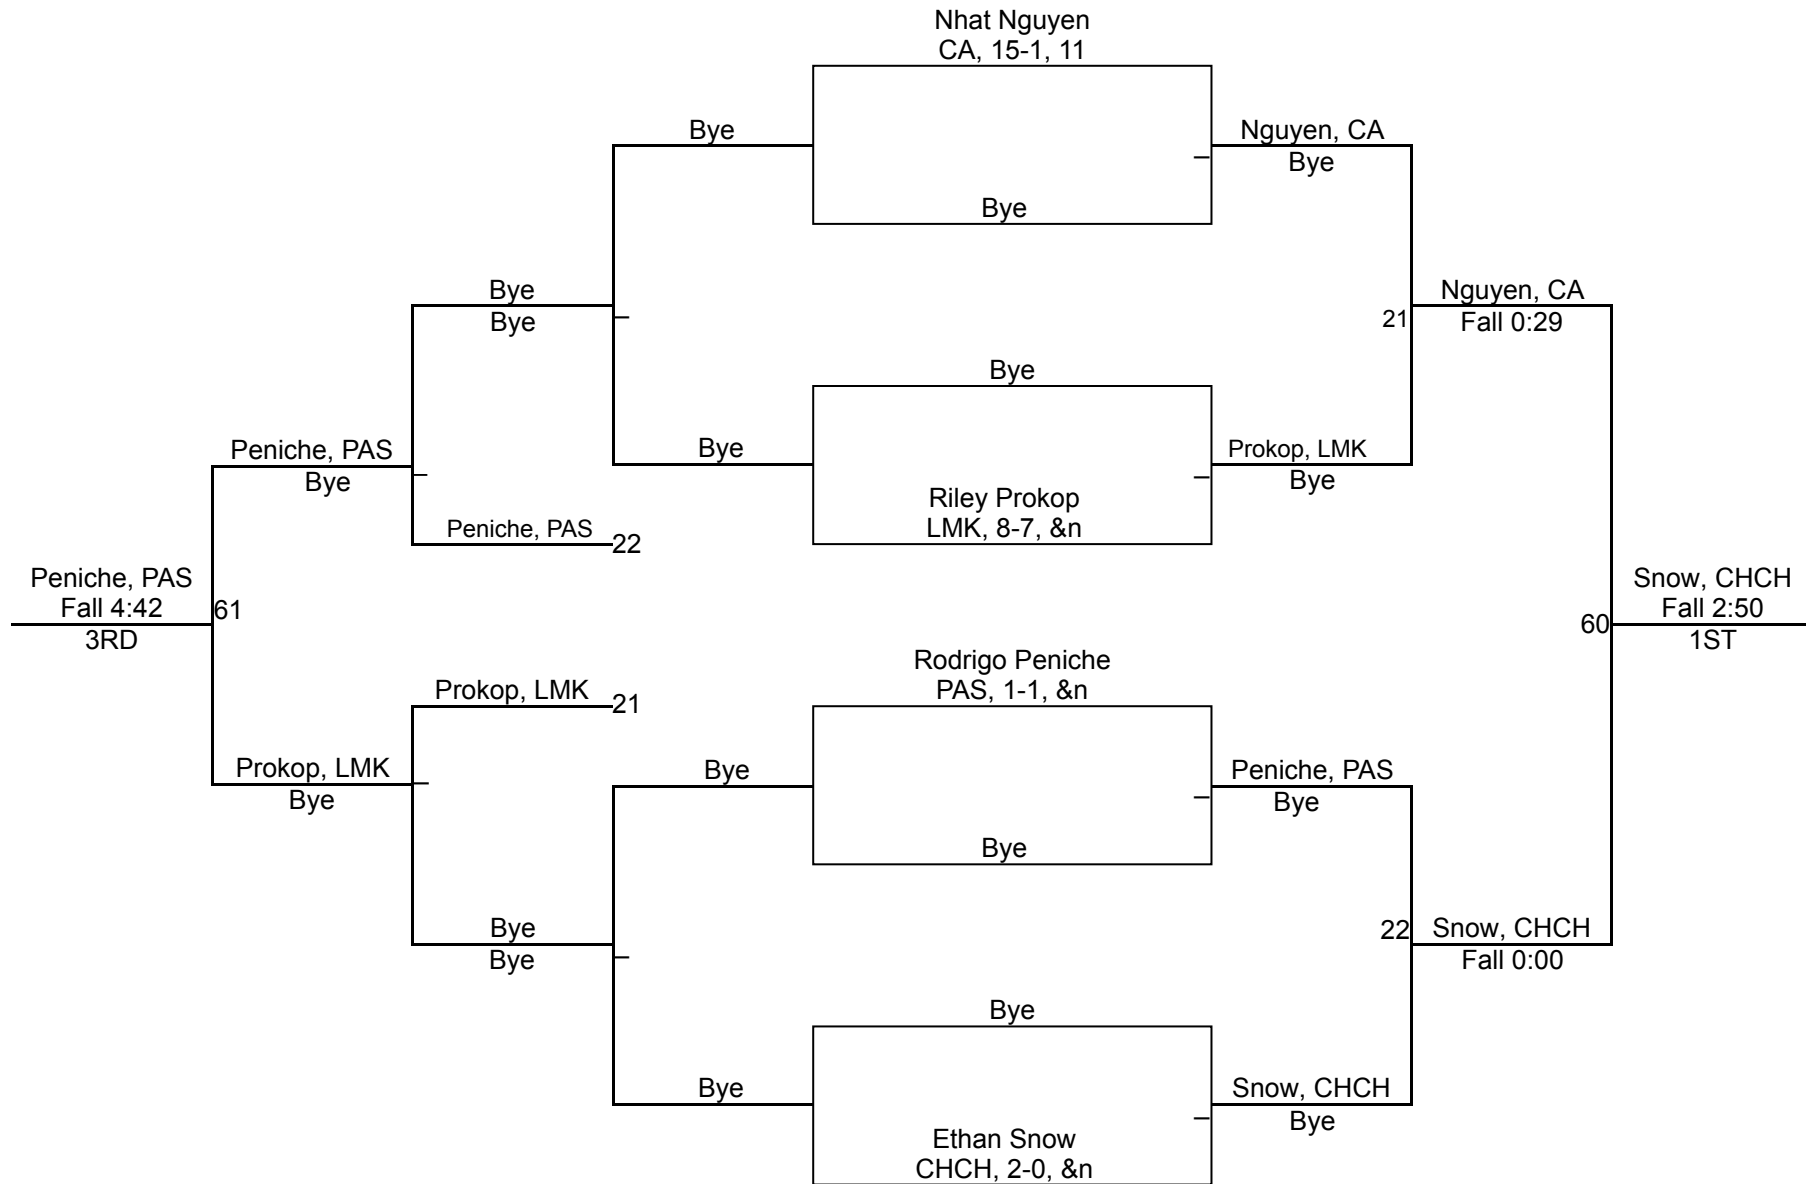 Nhat Nguyen
CA, 15-1, 11
Bye
Nguyen, CA
Bye
Bye
Bye
Bye
Nguyen, CA
Fall 0:29
21
Bye
Peniche, PAS
Bye
Bye
Prokop, LMK
Bye
Riley Prokop
LMK, 8-7, &n
Peniche, PAS
22
Peniche, PAS
Fall 4:42
3RD
61
Snow, CHCH
Fall 2:50
1ST
60
Rodrigo Peniche
PAS, 1-1, &n
Prokop, LMK
21
Prokop, LMK
Bye
Bye
Peniche, PAS
Bye
Bye
Bye
Bye
22
Snow, CHCH
Fall 0:00
Bye
Bye
Snow, CHCH
Bye
Ethan Snow
CHCH, 2-0, &n